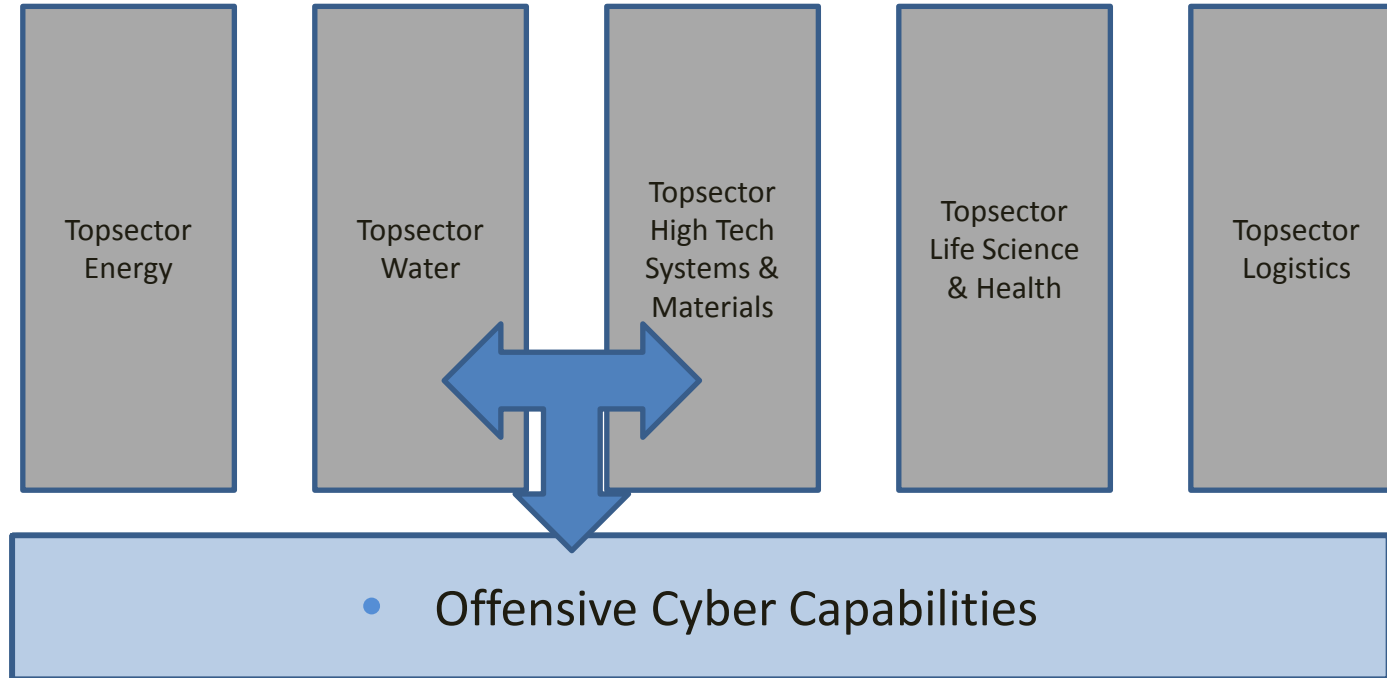 Topsector
Energy
Topsector
Water
Topsector
High Tech
Systems &
Materials
Topsector
Life Science
& Health
Topsector
Logistics
• Offensive Cyber Capabilities